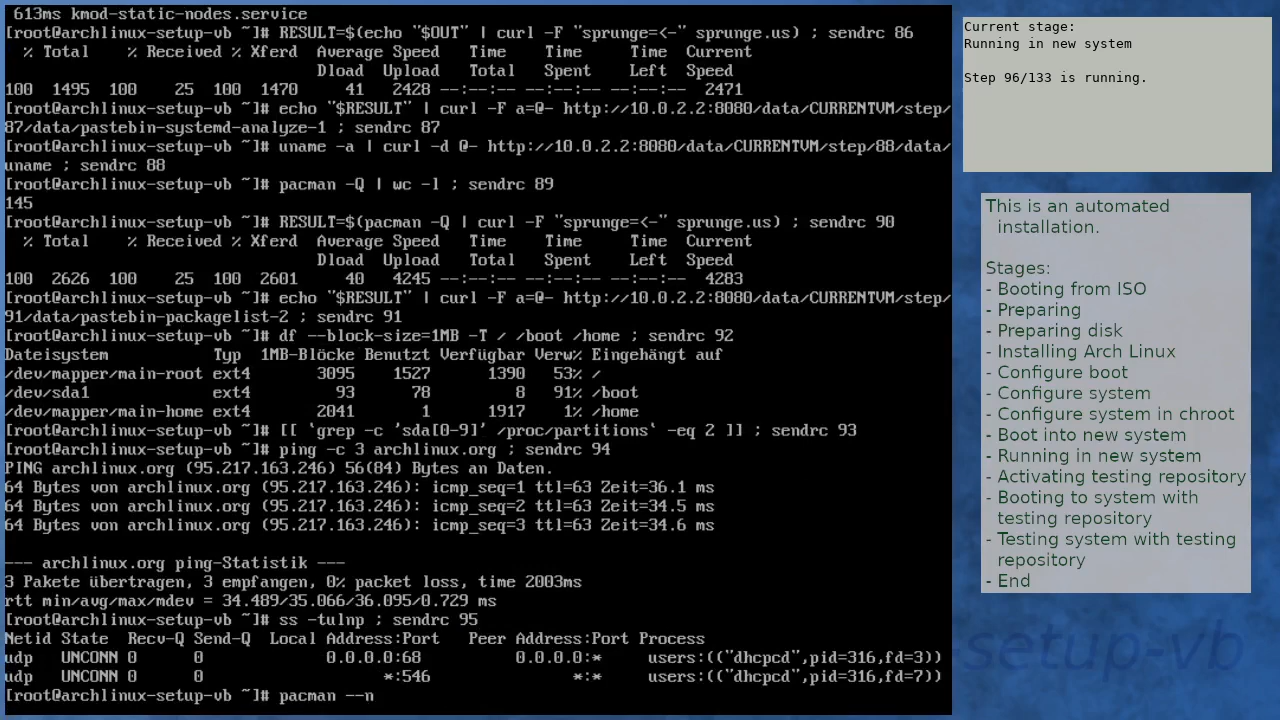 613ms kmod-static-nodes.service
[root@archlinux-setup-vb ~]# RESULT=$(echo "$OUT" | curl -F "sprunge=<-" sprunge.us) ; sendrc 86
  % Total    % Received % Xferd  Average Speed   Time    Time     Time  Current
                                 Dload  Upload   Total   Spent    Left  Speed
100  1495  100    25  100  1470     41   2428 --:--:-- --:--:-- --:--:--  2471
[root@archlinux-setup-vb ~]# echo "$RESULT" | curl -F a=@- http://10.0.2.2:8080/data/CURRENTVM/step/
87/data/pastebin-systemd-analyze-1 ; sendrc 87
[root@archlinux-setup-vb ~]# uname -a | curl -d @- http://10.0.2.2:8080/data/CURRENTVM/step/88/data/
uname ; sendrc 88
[root@archlinux-setup-vb ~]# pacman -Q | wc -l ; sendrc 89
145
[root@archlinux-setup-vb ~]# RESULT=$(pacman -Q | curl -F "sprunge=<-" sprunge.us) ; sendrc 90
  % Total    % Received % Xferd  Average Speed   Time    Time     Time  Current
                                 Dload  Upload   Total   Spent    Left  Speed
100  2626  100    25  100  2601     40   4245 --:--:-- --:--:-- --:--:--  4283
[root@archlinux-setup-vb ~]# echo "$RESULT" | curl -F a=@- http://10.0.2.2:8080/data/CURRENTVM/step/
91/data/pastebin-packagelist-2 ; sendrc 91
[root@archlinux-setup-vb ~]# df --block-size=1MB -T / /boot /home ; sendrc 92
Dateisystem           Typ  1MB-Blöcke Benutzt Verfügbar Verw% Eingehängt auf
/dev/mapper/main-root ext4       3095    1527      1390   53% /
/dev/sda1             ext4         93      78         8   91% /boot
/dev/mapper/main-home ext4       2041       1      1917    1% /home
[root@archlinux-setup-vb ~]# [[ `grep -c 'sda[0-9]' /proc/partitions` -eq 2 ]] ; sendrc 93
[root@archlinux-setup-vb ~]# ping -c 3 archlinux.org ; sendrc 94
PING archlinux.org (95.217.163.246) 56(84) Bytes an Daten.
64 Bytes von archlinux.org (95.217.163.246): icmp_seq=1 ttl=63 Zeit=36.1 ms
64 Bytes von archlinux.org (95.217.163.246): icmp_seq=2 ttl=63 Zeit=34.5 ms
64 Bytes von archlinux.org (95.217.163.246): icmp_seq=3 ttl=63 Zeit=34.6 ms
--- archlinux.org ping-Statistik ---
3 Pakete übertragen, 3 empfangen, 0% packet loss, time 2003ms
rtt min/avg/max/mdev = 34.489/35.066/36.095/0.729 ms
[root@archlinux-setup-vb ~]# ss -tulnp ; sendrc 95
Netid State  Recv-Q Send-Q  Local Address:Port   Peer Address:Port Process
udp   UNCONN 0      0             0.0.0.0:68          0.0.0.0:*     users:(("dhcpcd",pid=316,fd=3))
udp   UNCONN 0      0                   *:546               *:*     users:(("dhcpcd",pid=316,fd=7))
[root@archlinux-setup-vb ~]# pacman --n
Current stage:
Running in new system
Step 96/133 is running.
This is an automated
installation.
Stages:
- Booting from ISO
- Preparing
- Preparing disk
- Installing Arch Linux
- Configure boot
- Configure system
- Configure system in chroot
- Boot into new system
- Running in new system
- Activating testing repository
- Booting to system with
testing repository
- Testing system with testing
repository
- End
setup-vb